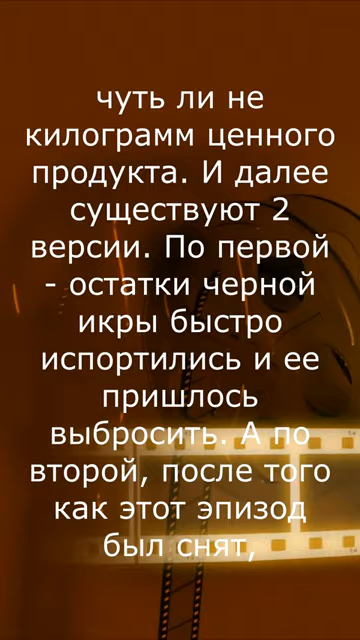 чуть ли не
килограмм ценного
продукта. И далее
существуют 2
версии. По первой
- остатки черной
икры быстро
испортились и ее
пришлось
выбросить. А по
второй, после того
как этот эпизод
был снят,